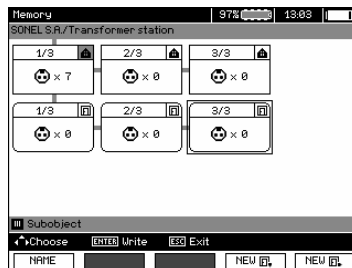 Memory 97% 13:03
SONEL S.A./Transformer station
1/3 2/3 3/3
x 7 x 0 x 0
1/3 2/3 3/3
x 0 x 0 x 0
Subobject
Choose ENTER Write ESC Exit
NAME NEW NEW